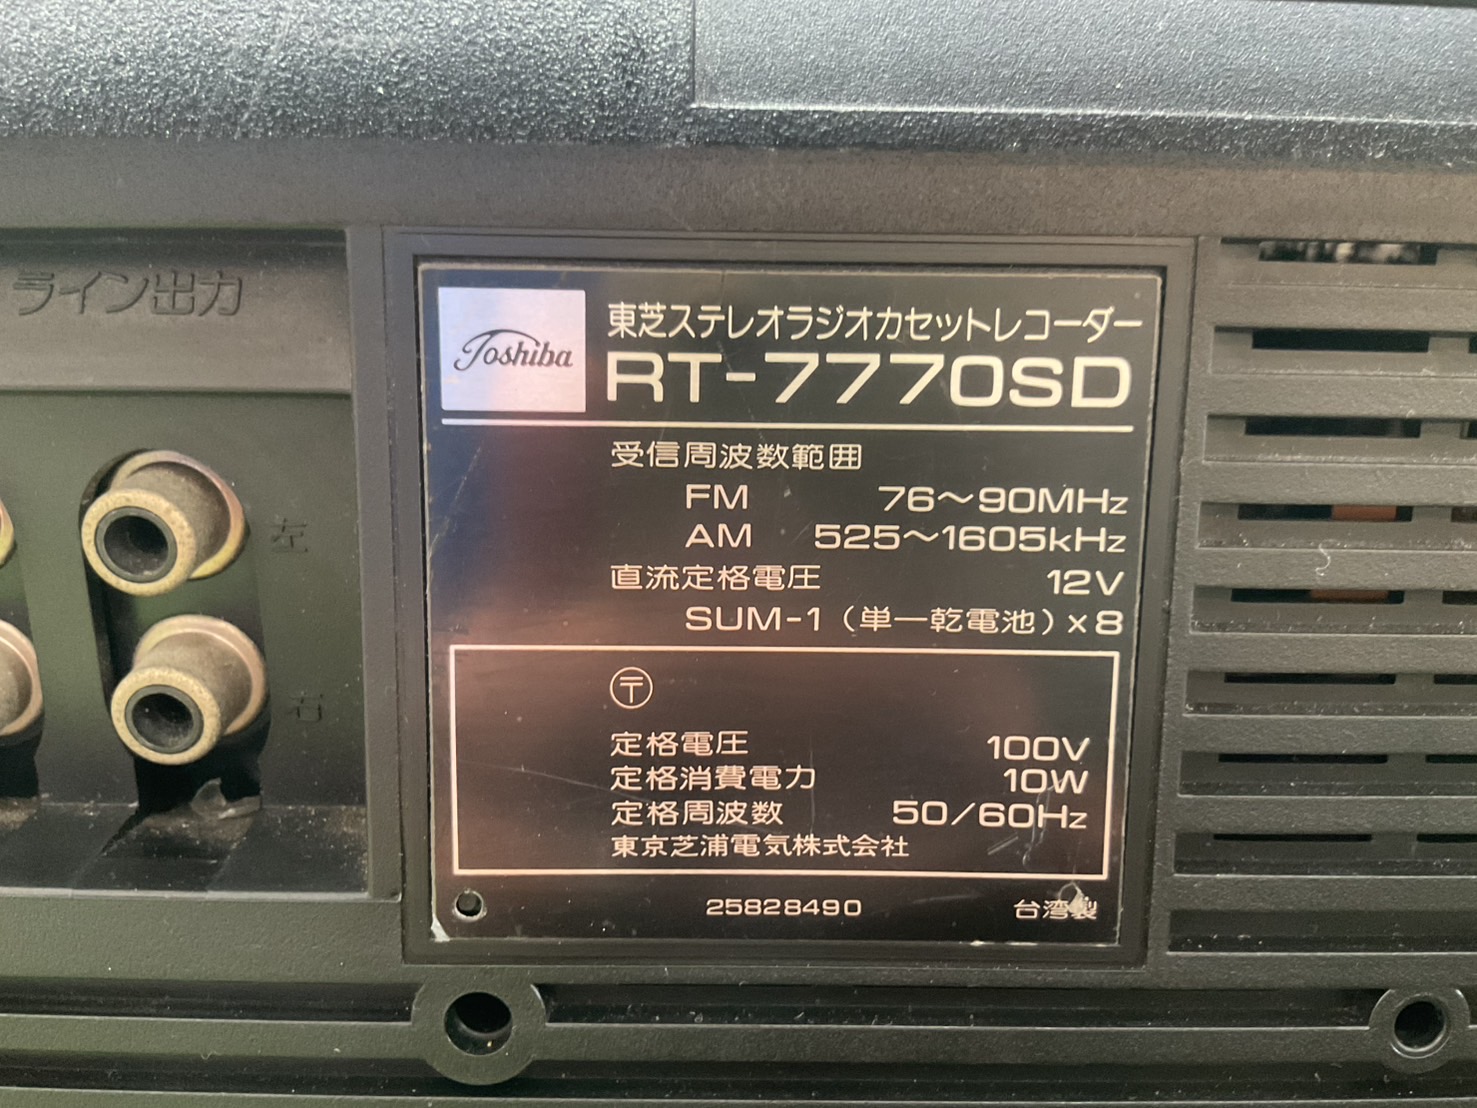 ライン出力
左
右
Toshiba
東芝ステレオラジオカセットレコーダー
RT-7770SD
受信周波数範囲
FM 76～90MHz
AM 525～1605kHz
直流定格電圧 12V
SUM-1（単一乾電池）×8
〒
定格電圧 100V
定格消費電力 10W
定格周波数 50/60Hz
東京芝浦電気株式会社
25828490
台湾製